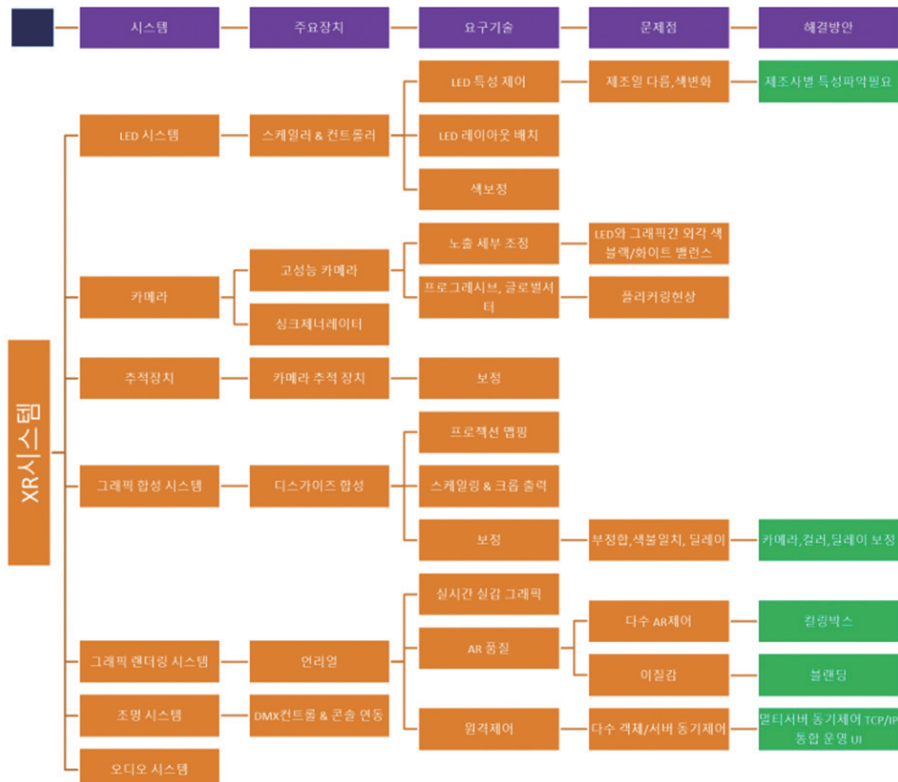 시스템
주요장치
요구기술
문제점
해결방안
XR시스템
LED 시스템
스케일러 & 컨트롤러
LED 특성 제어
제조일 다름,색변화
제조사별 특성파악필요
LED 레이아웃 배치
색보정
카메라
고성능 카메라
노출 세부 조정
LED와 그래픽간 외각 색
블랙/화이트 밸런스
프로그레시브, 글로벌셔
터
플리커링현상
싱크제너레이터
추적장치
카메라 추적 장치
보정
그래픽 합성 시스템
디스가이즈 합성
프로젝션 맵핑
스케일링 & 크롭 출력
보정
부정합,색불일치, 딜레이
카메라,컬러,딜레이 보정
그래픽 랜더링 시스템
언리얼
실시간 실감 그래픽
AR 품질
다수 AR제어
컬링박스
이질감
블랜딩
원격제어
다수 객체/서버 동기제어
멀티서버 동기제어 TCP/IP
통합 운영 UI
조명 시스템
DMX컨트롤 & 콘솔 연동
오디오 시스템